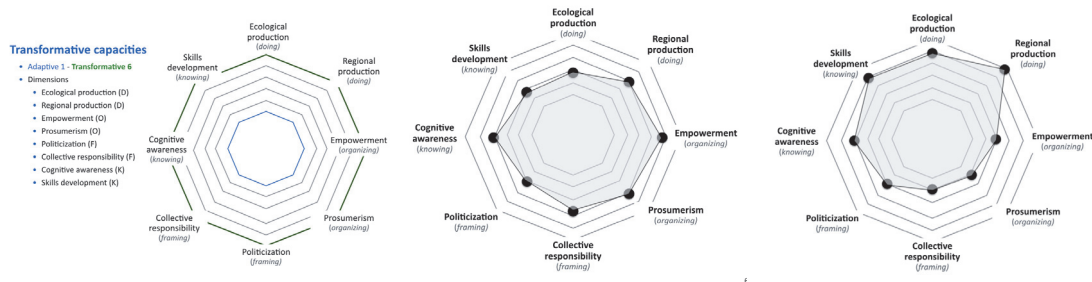 Transformative capacities
• Adaptive 1 - Transformative 6
• Dimensions
• Ecological production (D)
• Regional production (D)
• Empowerment (O)
• Prosumerism (O)
• Politicization (F)
• Collective responsibility (F)
• Cognitive awareness (K)
• Skills development (K)
Ecological
production
(doing)
Regional
production
(doing)
Empowerment
(organizing)
Prosumerism
(organizing)
Politicization
(framing)
Collective
responsibility
(framing)
Cognitive
awareness
(knowing)
Skills
development
(knowing)
Ecological
production
(doing)
Regional
production
(doing)
Empowerment
(organizing)
Prosumerism
(organizing)
Collective
responsibility
(framing)
Politicization
(framing)
Cognitive
awareness
(knowing)
Skills
development
(knowing)
Ecological
production
(doing)
Regional
production
(doing)
Empowerment
(organizing)
Prosumerism
(organizing)
Collective
responsibility
(framing)
Politicization
(framing)
Cognitive
awareness
(knowing)
Skills
development
(knowing)